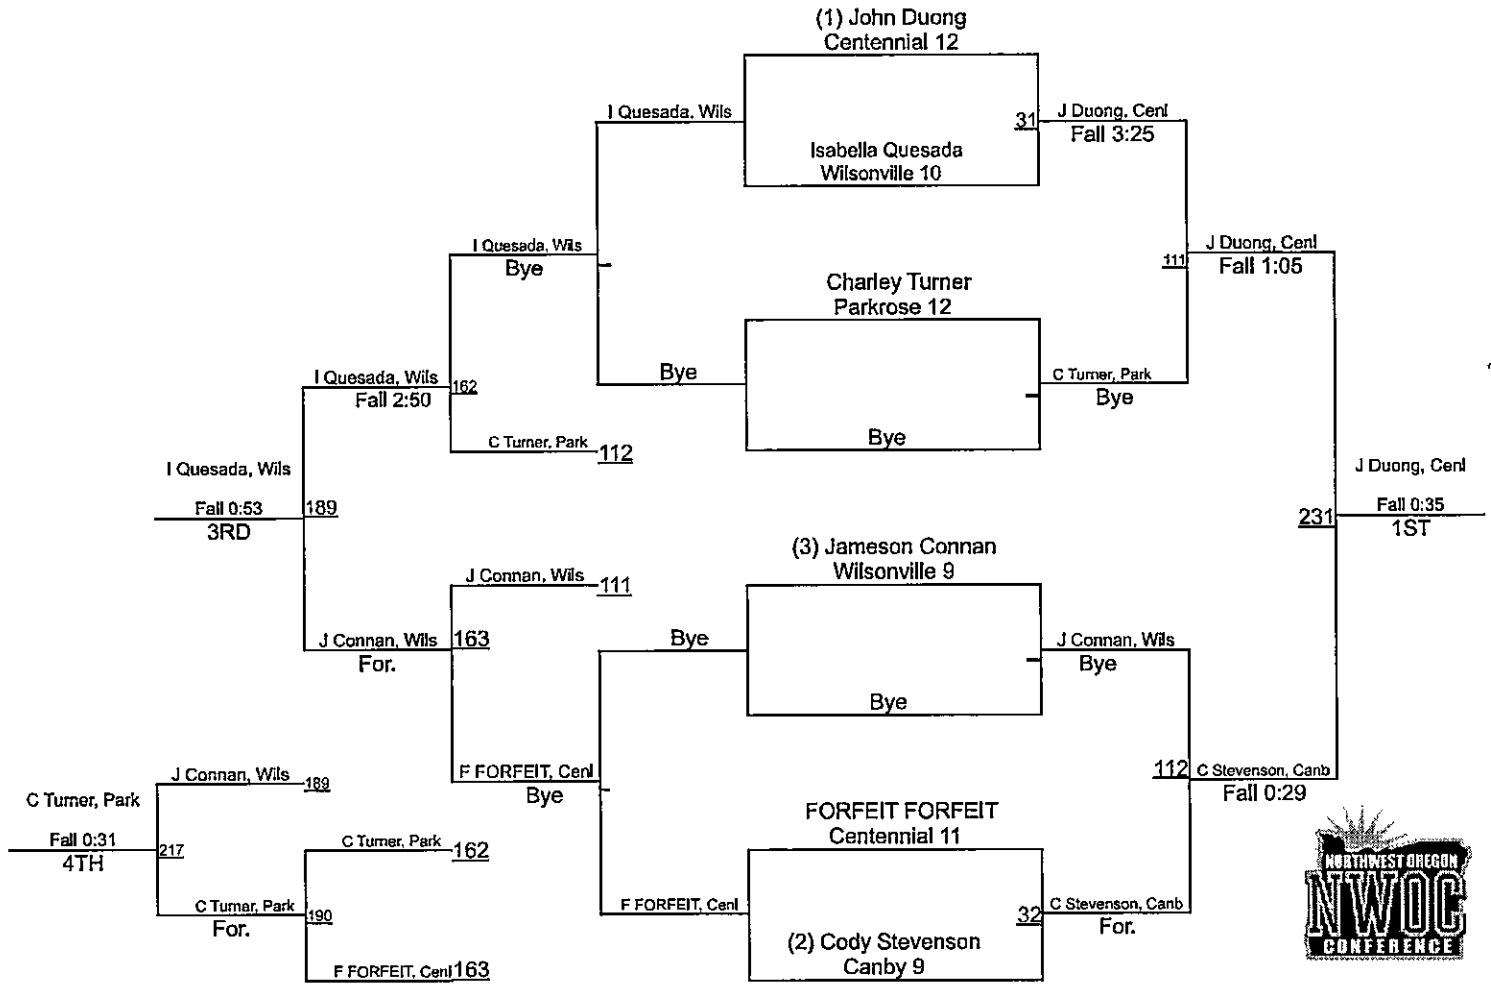 (1) John Duong
Centennial 12
I Quesada, Wils
31
J Duong, Cenl
Fall 3:25
Isabella Quesada
Wilsonville 10
I Quesada, Wils
Bye
J Duong, Cenl
111
Fall 1:05
Charley Turner
Parkrose 12
I Quesada, Wils
162
Fall 2:50
Bye
C Turner, Park
Bye
C Turner, Park
112
Bye
I Quesada, Wils
J Duong, Cenl
Fall 0:53
189
3RD
231
Fall 0:35
1ST
(3) Jameson Connan
Wilsonville 9
J Connan, Wils
111
J Connan, Wils
163
For.
Bye
J Connan, Wils
Bye
Bye
F FORFEIT, Cenl
Bye
112
C Stevenson, Canb
Fall 0:29
J Connan, Wils
189
C Turner, Park
FORFEIT FORFEIT
Centennial 11
Fall 0:31
217
4TH
C Turner, Park
162
C Turner, Park
190
For.
F FORFEIT, Cenl
32
C Stevenson, Canb
For.
(2) Cody Stevenson
Canby 9
F FORFEIT, Cenl
163
NORTHWEST OREGON
NWOC
CONFERENCE